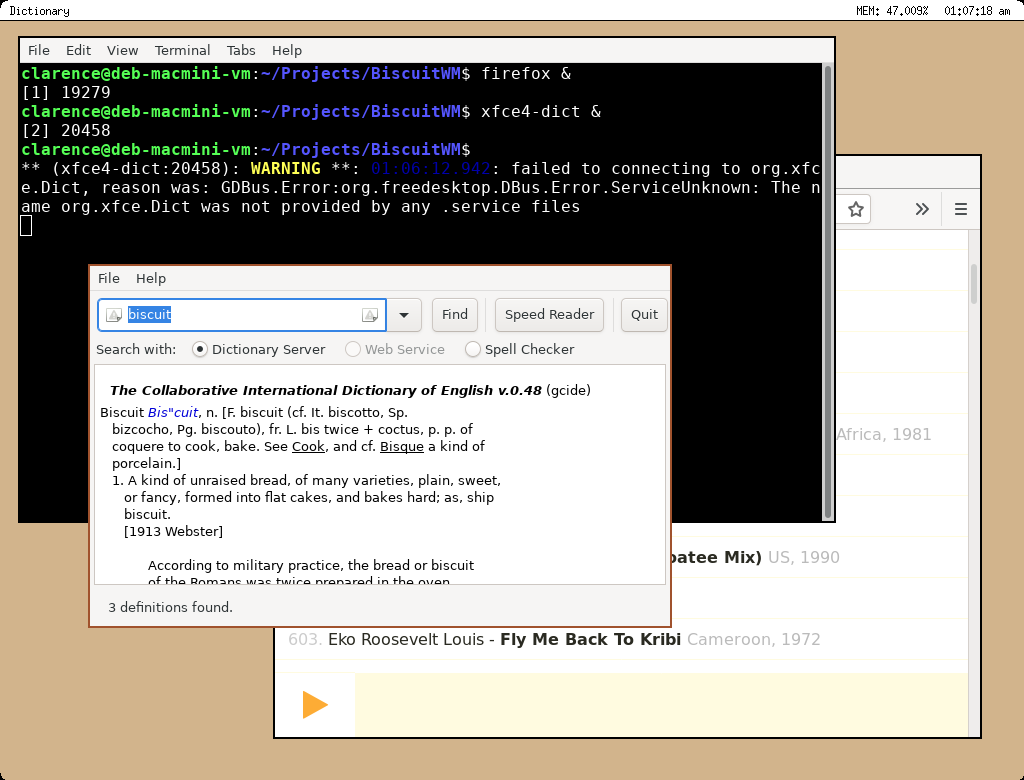 Dictionary
MEM: 47.009% 01:07:18 am
File Edit View Terminal Tabs Help
clarence@deb-macmini-vm:~/Projects/BiscuitWM$ firefox &
[1] 19279
clarence@deb-macmini-vm:~/Projects/BiscuitWM$ xfce4-dict &
[2] 20458
clarence@deb-macmini-vm:~/Projects/BiscuitWM$
** (xfce4-dict:20458): WARNING **: 01:06:12.942: failed to connecting to org.xfc
e.Dict, reason was: GDBus.Error:org.freedesktop.DBus.Error.ServiceUnknown: The n
ame org.xfce.Dict was not provided by any .service files
File Help
biscuit
Find
Speed Reader
Quit
Search with: Dictionary Server Web Service Spell Checker
The Collaborative International Dictionary of English v.0.48 (gcide)
Biscuit Bis"cuit, n. [F. biscuit (cf. It. biscotto, Sp.
bizcocho, Pg. biscouto), fr. L. bis twice + coctus, p. p. of
coquere to cook, bake. See Cook, and cf. Bisque a kind of
porcelain.]
1. A kind of unraised bread, of many varieties, plain, sweet,
or fancy, formed into flat cakes, and bakes hard; as, ship
biscuit.
[1913 Webster]
According to military practice, the bread or biscuit
of the Romans was twice prepared in the oven
3 definitions found.
Africa, 1981
patee Mix) US, 1990
603. Eko Roosevelt Louis - Fly Me Back To Kribi Cameroon, 1972